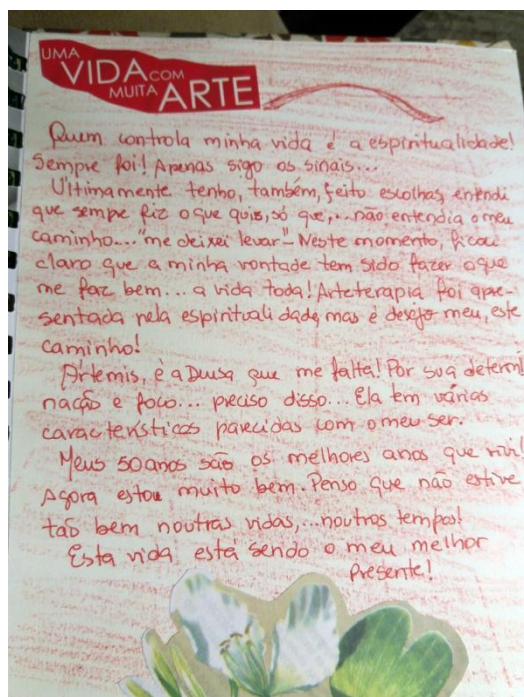 UMA
VIDA COM
MUITA ARTE
Quem controla minha vida é a espiritualidade!
Sempre foi! Apenas sigo os sinais...
Ultimamente tenho, também, feito escolhas, entendi
que sempre fiz o que quis, só que,... não entendia o meu
caminho... "me deixei levar" - Neste momento, ficou
claro que a minha vontade tem sido fazer o que
me faz bem... a vida toda! Arteterapia foi apre-
sentada pela espiritualidade, mas é desejo meu, este
caminho!
Ártemis, é a Deusa que me falta! Por sua determi
nação e foco... preciso disso... Ela tem várias
características parecidas com o meu ser.
Meus 50 anos são os melhores anos que vivi!
Agora estou muito bem. Penso que não estive
tão bem noutras vidas,... noutros tempos!
Esta vida está sendo o meu melhor
Presente!